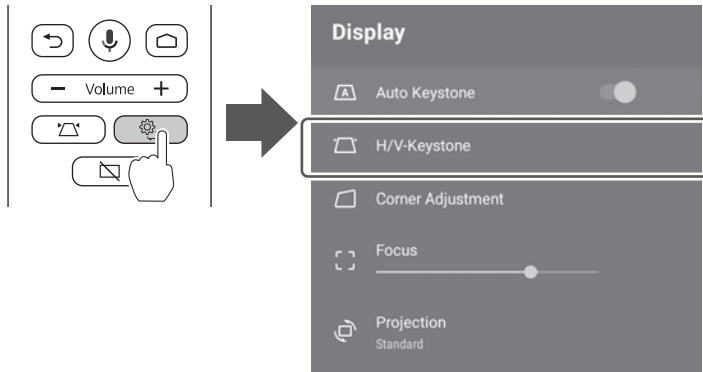 − Volume +
Display
A Auto Keystone
H/V-Keystone
Corner Adjustment
Focus
Projection
Standard